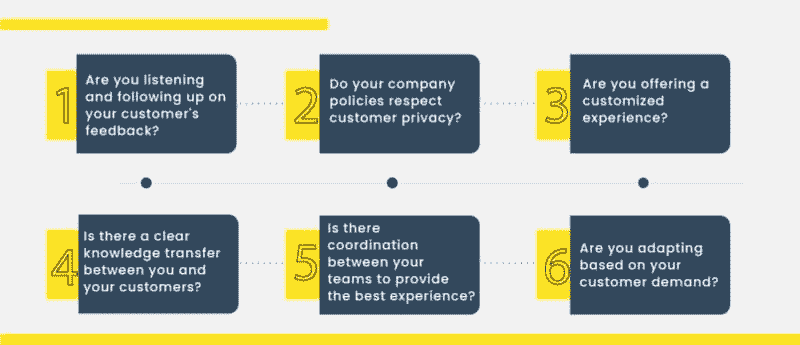 1
Are you listening
and following up on
your customer's
feedback?
2
Do your company
policies respect
customer privacy?
3
Are you offering a
customized
experience?
4
Is there a clear
knowledge transfer
between you and
your customers?
5
Is there
coordination
between your
teams to provide
the best experience?
6
Are you adapting
based on your
customer demand?